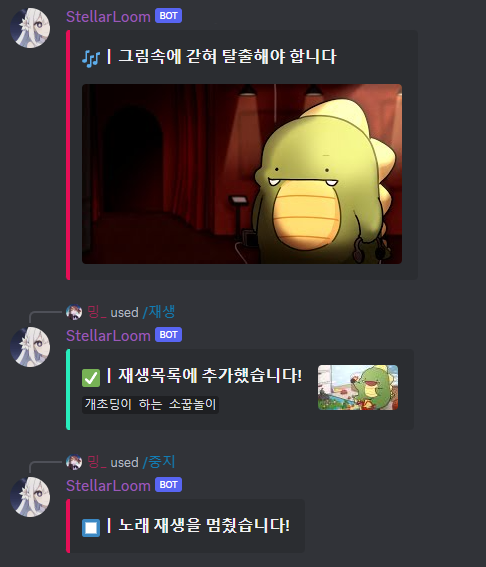 StellarLoom BOT
| 그림속에 갇혀 탈출해야 합니다
밍_ used /재생
StellarLoom BOT
| 재생목록에 추가했습니다!
개초딩이 하는 소꿉놀이
밍_ used /중지
StellarLoom BOT
| 노래 재생을 멈췄습니다!